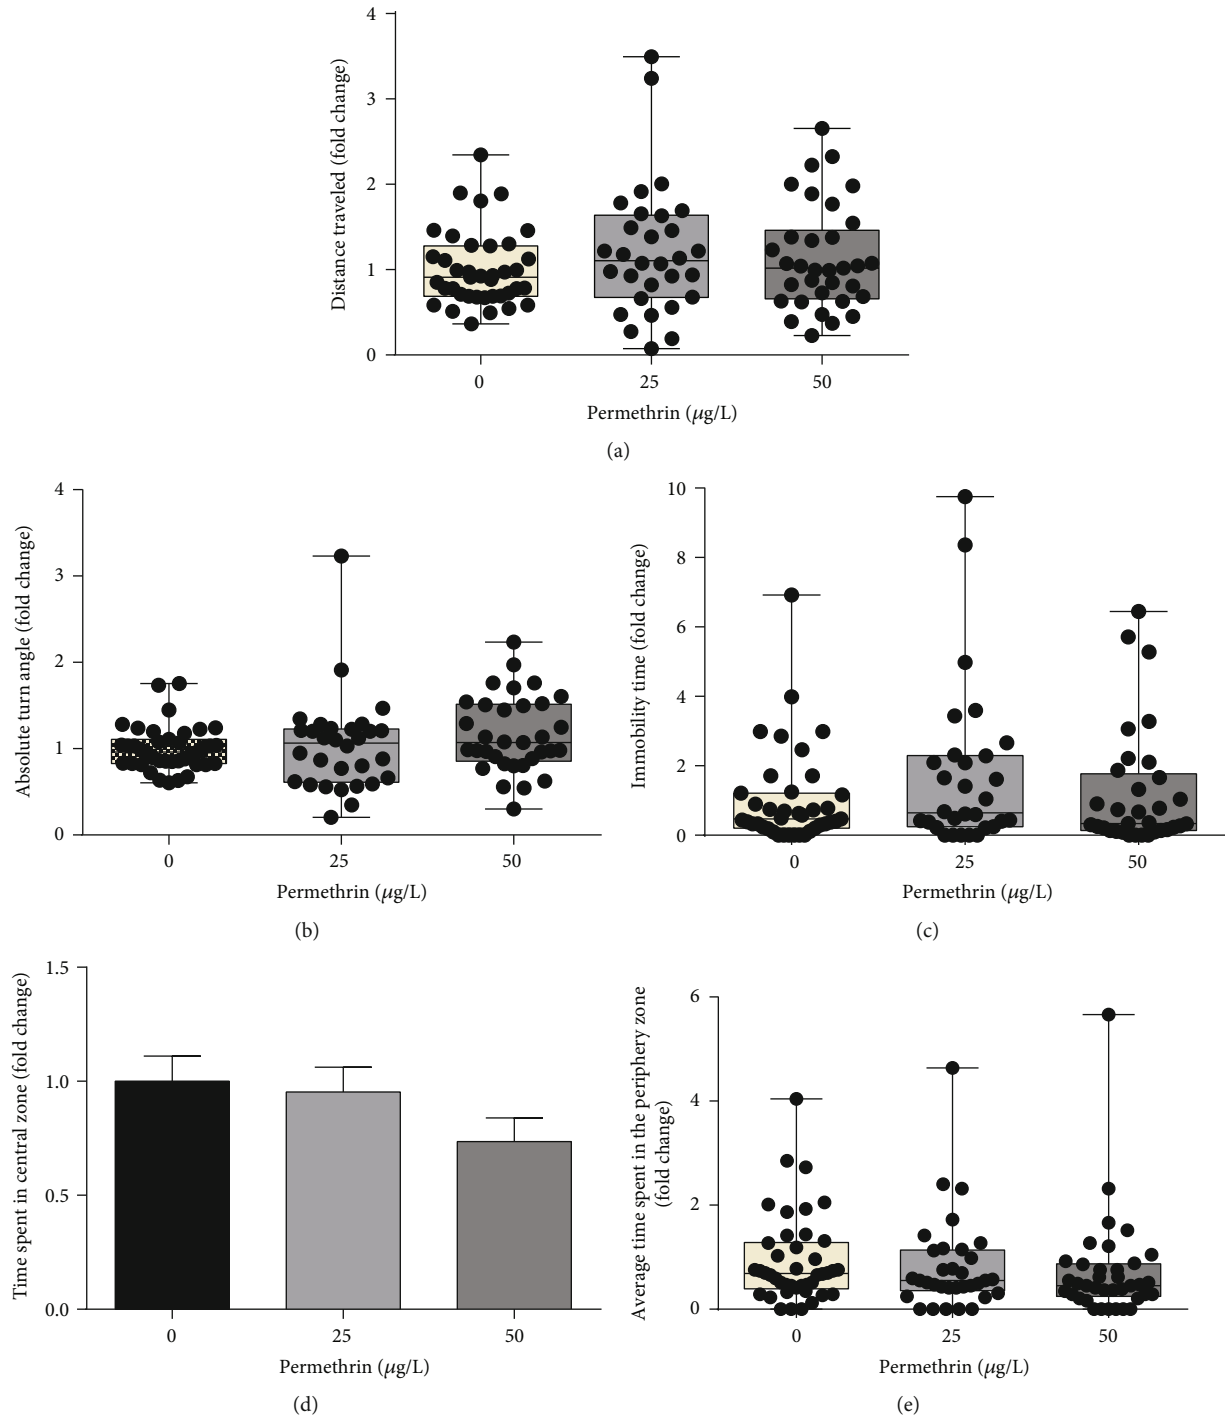 Distance traveled (fold change)
4
3
2
1
0
0
25
50
Permethrin (μg/L)
(a)
Absolute turn angle (fold change)
4
3
2
1
0
0
25
50
Permethrin (μg/L)
(b)
Immobility time (fold change)
10
8
6
4
2
0
0
25
50
Permethrin (μg/L)
(c)
Time spent in central zone (fold change)
1.5
1.0
0.5
0.0
0
25
50
Permethrin (μg/L)
(d)
Average time spent in the periphery zone
(fold change)
6
4
2
0
0
25
50
Permethrin (μg/L)
(e)